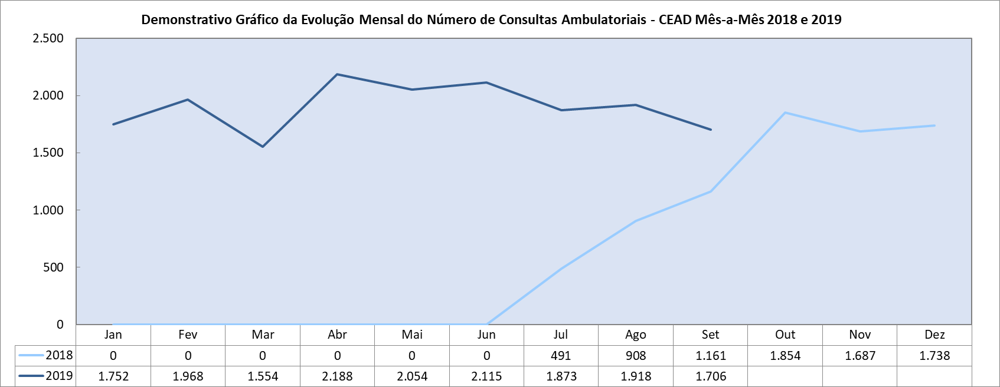 Demonstrativo Gráfico da Evolução Mensal do Número de Consultas Ambulatoriais - CEAD Mês-a-Mês 2018 e 2019
2.500
2.000
1.500
1.000
500
0
Jan Fev Mar Abr Mai Jun Jul Ago Set Out Nov Dez
2018 0 0 0 0 0 0 491 908 1.161 1.854 1.687 1.738
2019 1.752 1.968 1.554 2.188 2.054 2.115 1.873 1.918 1.706